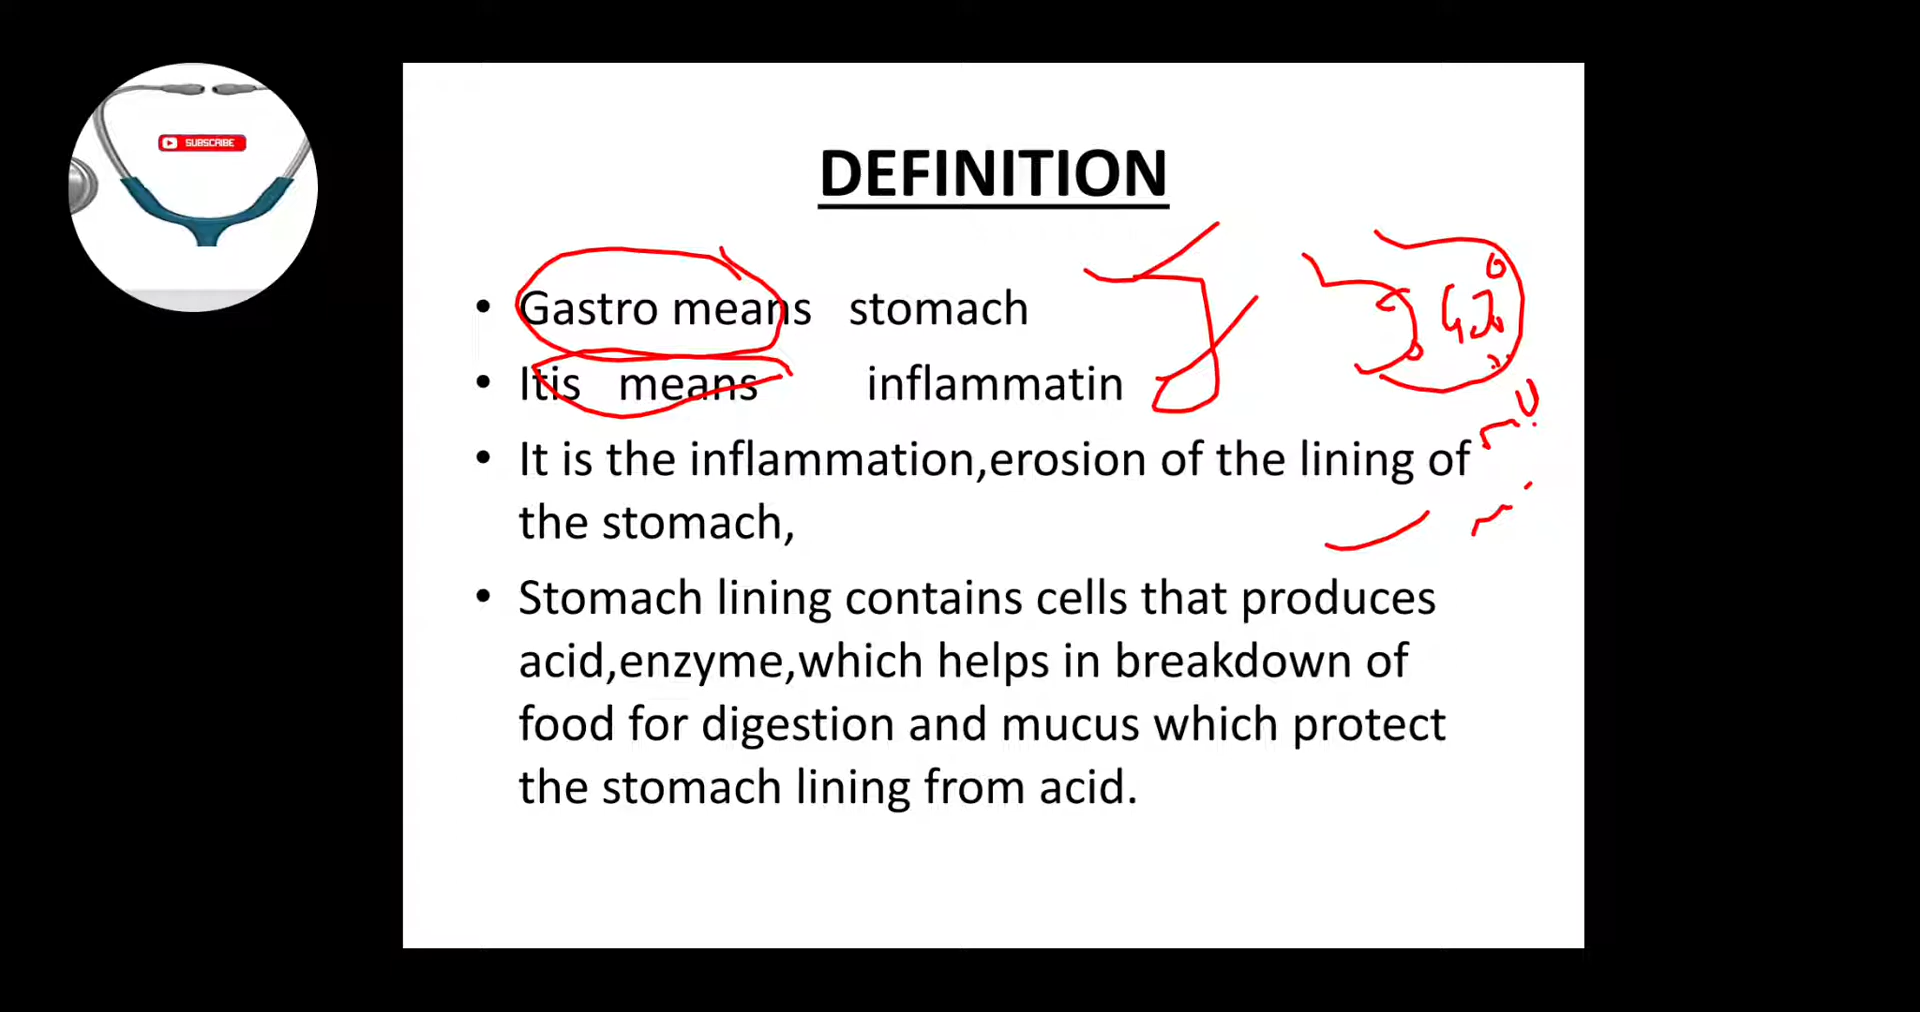 SUBSCRIBE
DEFINITION
• Gastro means stomach
• Itis means inflammatin
• It is the inflammation,erosion of the lining of
the stomach,
• Stomach lining contains cells that produces
acid,enzyme,which helps in breakdown of
food for digestion and mucus which protect
the stomach lining from acid.